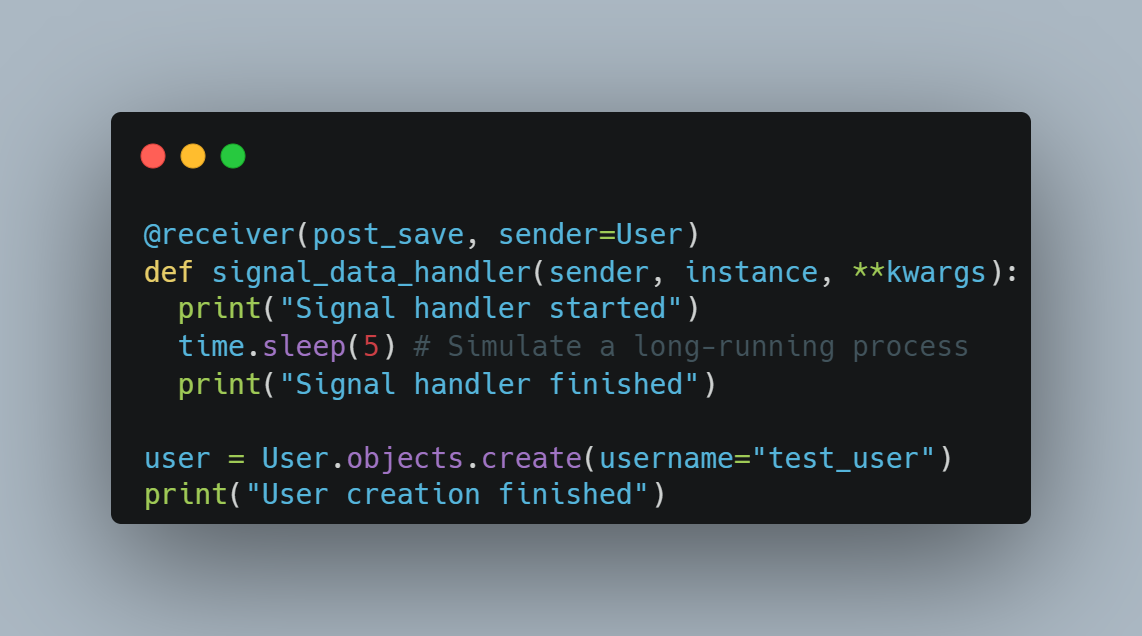 @receiver(post_save, sender=User)
def signal_data_handler(sender, instance, **kwargs):
  print("Signal handler started")
  time.sleep(5) # Simulate a long-running process
  print("Signal handler finished")

user = User.objects.create(username="test_user")
print("User creation finished")